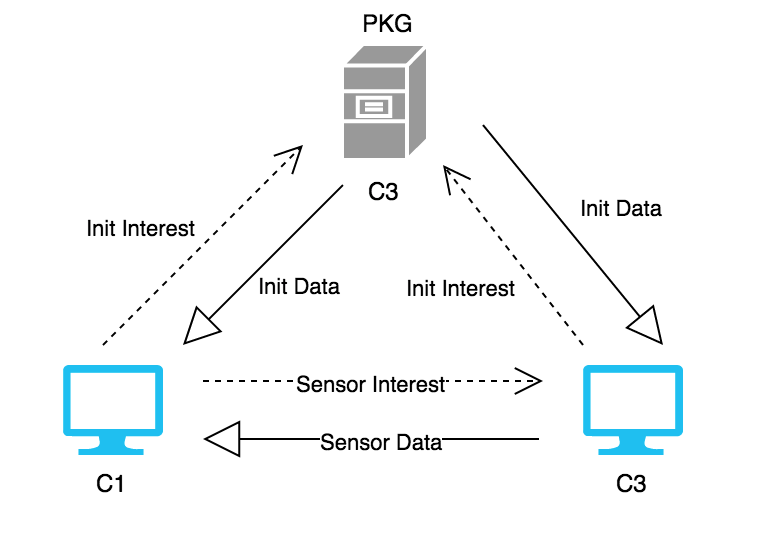 PKG
C3
Init Interest
Init Data
Init Data
Init Interest
Sensor Interest
Sensor Data
C1
C3